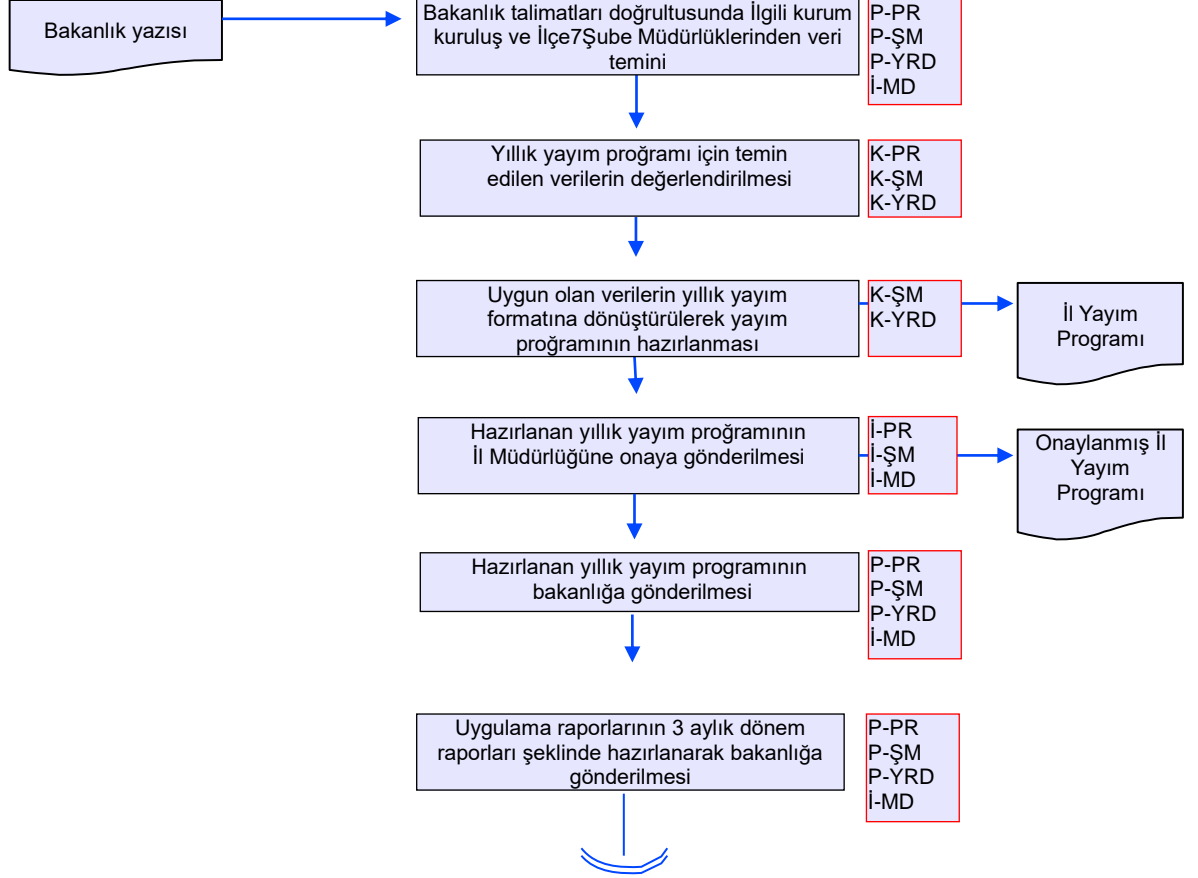 Bakanlık yazısı
Bakanlık talimatları doğrultusunda İlgili kurum
kuruluş ve İlçe7Şube Müdürlüklerinden veri
temini
P-PR
P-ŞM
P-YRD
İ-MD
Yıllık yayım proğramı için temin
edilen verilerin değerlendirilmesi
K-PR
K-ŞM
K-YRD
Uygun olan verilerin yıllık yayım
formatına dönüştürülerek yayım
proğramının hazırlanması
K-ŞM
K-YRD
İl Yayım
Programı
Hazırlanan yıllık yayım proğramının
İl Müdürlüğüne onaya gönderilmesi
İ-PR
İ-ŞM
İ-MD
Onaylanmış İl
Yayım
Programı
Hazırlanan yıllık yayım programının
bakanlığa gönderilmesi
P-PR
P-ŞM
P-YRD
İ-MD
Uygulama raporlarının 3 aylık dönem
raporları şeklinde hazırlanarak bakanlığa
gönderilmesi
P-PR
P-ŞM
P-YRD
İ-MD